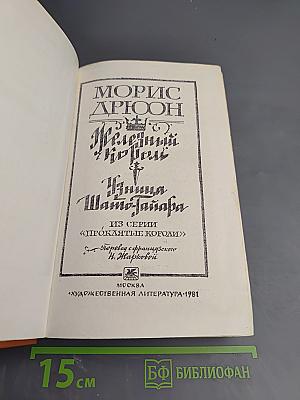 МОРИС
ДРЮОН
Железный
король
Узница
Шато-Гайара
ИЗ СЕРИИ
«ПРОКЛЯТЫЕ КОРОЛИ»
Перевод с французского
Н. Жарковой
МОСКВА
«ХУДОЖЕСТВЕННАЯ ЛИТЕРАТУРА» 1981
15 см
БФ БИБЛИОФАН